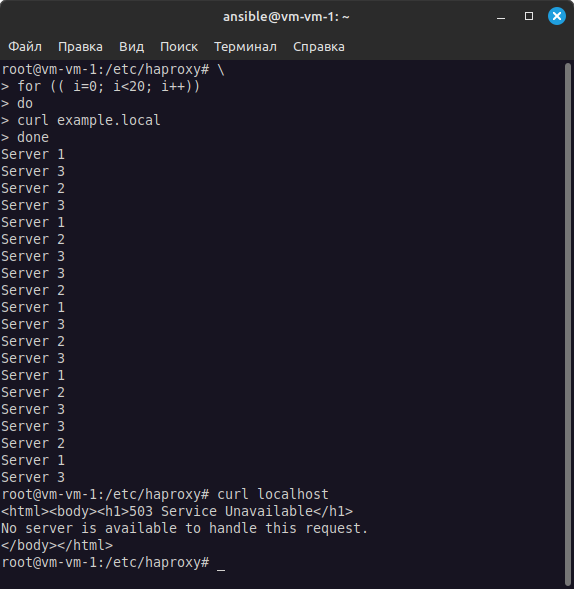 ansible@vm-vm-1: ~
Файл Правка Вид Поиск Терминал Справка
root@vm-vm-1:/etc/haproxy# \
> for (( i=0; i<20; i++))
> do
> curl example.local
> done
Server 1
Server 3
Server 2
Server 3
Server 1
Server 2
Server 3
Server 3
Server 2
Server 1
Server 3
Server 2
Server 3
Server 1
Server 2
Server 3
Server 3
Server 2
Server 1
Server 3
root@vm-vm-1:/etc/haproxy# curl localhost
<html><body><h1>503 Service Unavailable</h1>
No server is available to handle this request.
</body></html>
root@vm-vm-1:/etc/haproxy# _